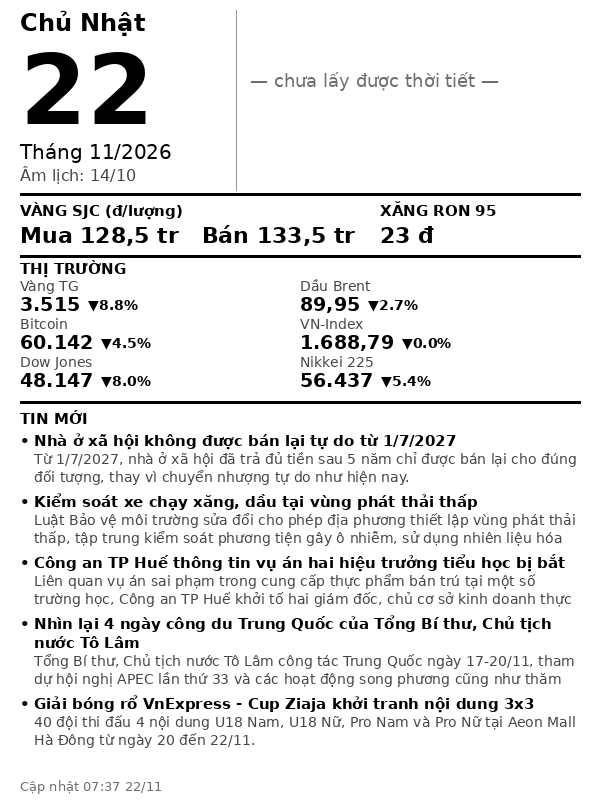 Chủ Nhật
22
Tháng 11/2026
Âm lịch: 14/10
— chưa lấy được thời tiết —
VÀNG SJC (đ/lượng)
Mua 128,5 tr Bán 133,5 tr
XĂNG RON 95
23 đ
THỊ TRƯỜNG
Vàng TG
3.515 ▼8.8%
Dầu Brent
89,95 ▼2.7%
Bitcoin
60.142 ▼4.5%
VN-Index
1.688,79 ▼0.0%
Dow Jones
48.147 ▼8.0%
Nikkei 225
56.437 ▼5.4%
TIN MỚI
• Nhà ở xã hội không được bán lại tự do từ 1/7/2027
Từ 1/7/2027, nhà ở xã hội đã trả đủ tiền sau 5 năm chỉ được bán lại cho đúng
đối tượng, thay vì chuyển nhượng tự do như hiện nay.
• Kiểm soát xe chạy xăng, dầu tại vùng phát thải thấp
Luật Bảo vệ môi trường sửa đổi cho phép địa phương thiết lập vùng phát thải
thấp, tập trung kiểm soát phương tiện gây ô nhiễm, sử dụng nhiên liệu hóa
• Công an TP Huế thông tin vụ án hai hiệu trưởng tiểu học bị bắt
Liên quan vụ án sai phạm trong cung cấp thực phẩm bán trú tại một số
trường học, Công an TP Huế khởi tố hai giám đốc, chủ cơ sở kinh doanh thực
• Nhìn lại 4 ngày công du Trung Quốc của Tổng Bí thư, Chủ tịch
nước Tô Lâm
Tổng Bí thư, Chủ tịch nước Tô Lâm công tác Trung Quốc ngày 17-20/11, tham
dự hội nghị APEC lần thứ 33 và các hoạt động song phương cũng như thăm
• Giải bóng rổ VnExpress - Cup Ziaja khởi tranh nội dung 3x3
40 đội thi đấu 4 nội dung U18 Nam, U18 Nữ, Pro Nam và Pro Nữ tại Aeon Mall
Hà Đông từ ngày 20 đến 22/11.
Cập nhật 07:37 22/11